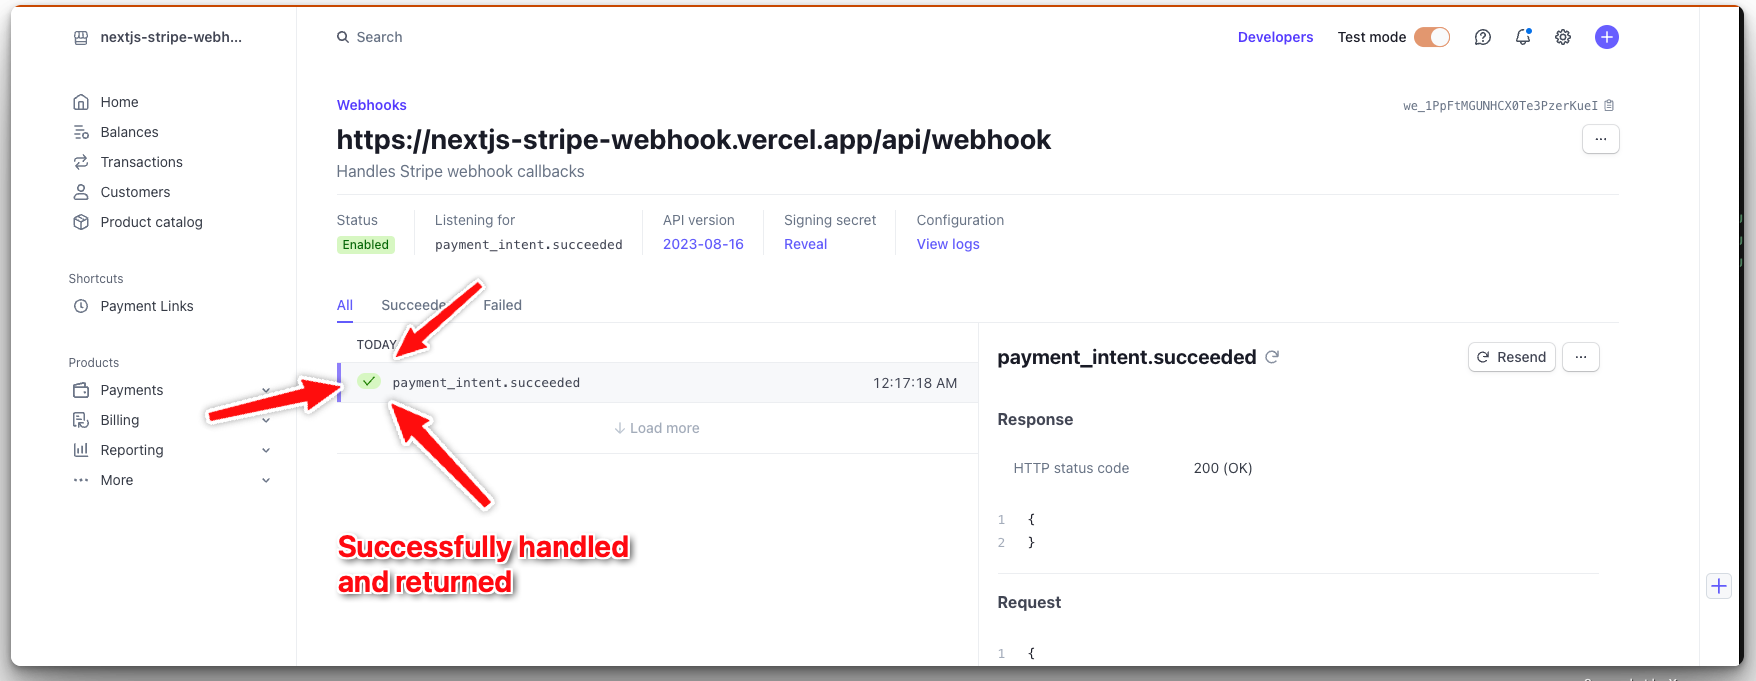 nextjs-stripe-webh...
Search
Developers
Test mode
Home
Balances
Transactions
Customers
Product catalog
Shortcuts
Payment Links
Products
Payments
Billing
Reporting
More
Webhooks
we_1PpFtMGUNHCX0Te3PzerKueI
https://nextjs-stripe-webhook.vercel.app/api/webhook
Handles Stripe webhook callbacks
Status
Listening for
API version
Signing secret
Configuration
Enabled
payment_intent.succeeded
2023-08-16
Reveal
View logs
All
Succeede
Failed
TODAY
payment_intent.succeeded
12:17:18 AM
Load more
Successfully handled
and returned
payment_intent.succeeded
Resend
Response
HTTP status code
200 (OK)
1 {
2 }
Request
1 {